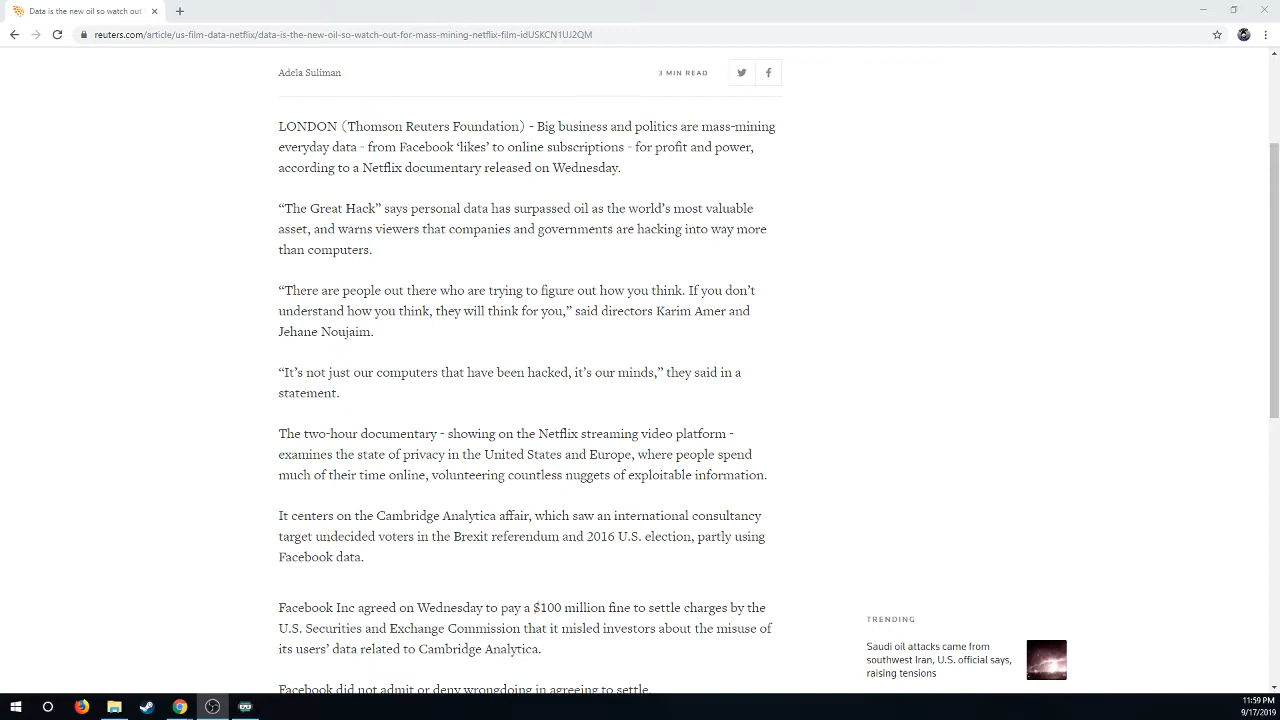 Data is the new oil so watch out
reuters.com/article/us-film-data-netflix/data-is-the-new-oil-so-watch-out-for-mass-mining-netflix-film-idUSKCN1UJ2QM
Adela Suliman
3 MIN READ
LONDON (Thomson Reuters Foundation) - Big business and politics are mass-mining
everyday data - from Facebook ‘likes’ to online subscriptions - for profit and power,
according to a Netflix documentary released on Wednesday.
“The Great Hack” says personal data has surpassed oil as the world’s most valuable
asset, and warns viewers that companies and governments are hacking into way more
than computers.
“There are people out there who are trying to figure out how you think. If you don’t
understand how you think, they will think for you,” said directors Karim Amer and
Jehane Noujaim.
“It’s not just our computers that have been hacked, it’s our minds,” they said in a
statement.
The two-hour documentary - showing on the Netflix streaming video platform -
examines the state of privacy in the United States and Europe, where people spend
much of their time online, volunteering countless nuggets of exploitable information.
It centers on the Cambridge Analytica affair, which saw an international consultancy
target undecided voters in the Brexit referendum and 2016 U.S. election, partly using
Facebook data.
Facebook Inc agreed on Wednesday to pay a $100 million fine to settle charges by the
U.S. Securities and Exchange Commission that it misled investors about the misuse of
its users’ data related to Cambridge Analytica.
Facebook did not admit or deny wrongdoing in agreeing to settle.
TRENDING
Saudi oil attacks came from
southwest Iran, U.S. official says,
raising tensions
11:59 PM
9/17/2019